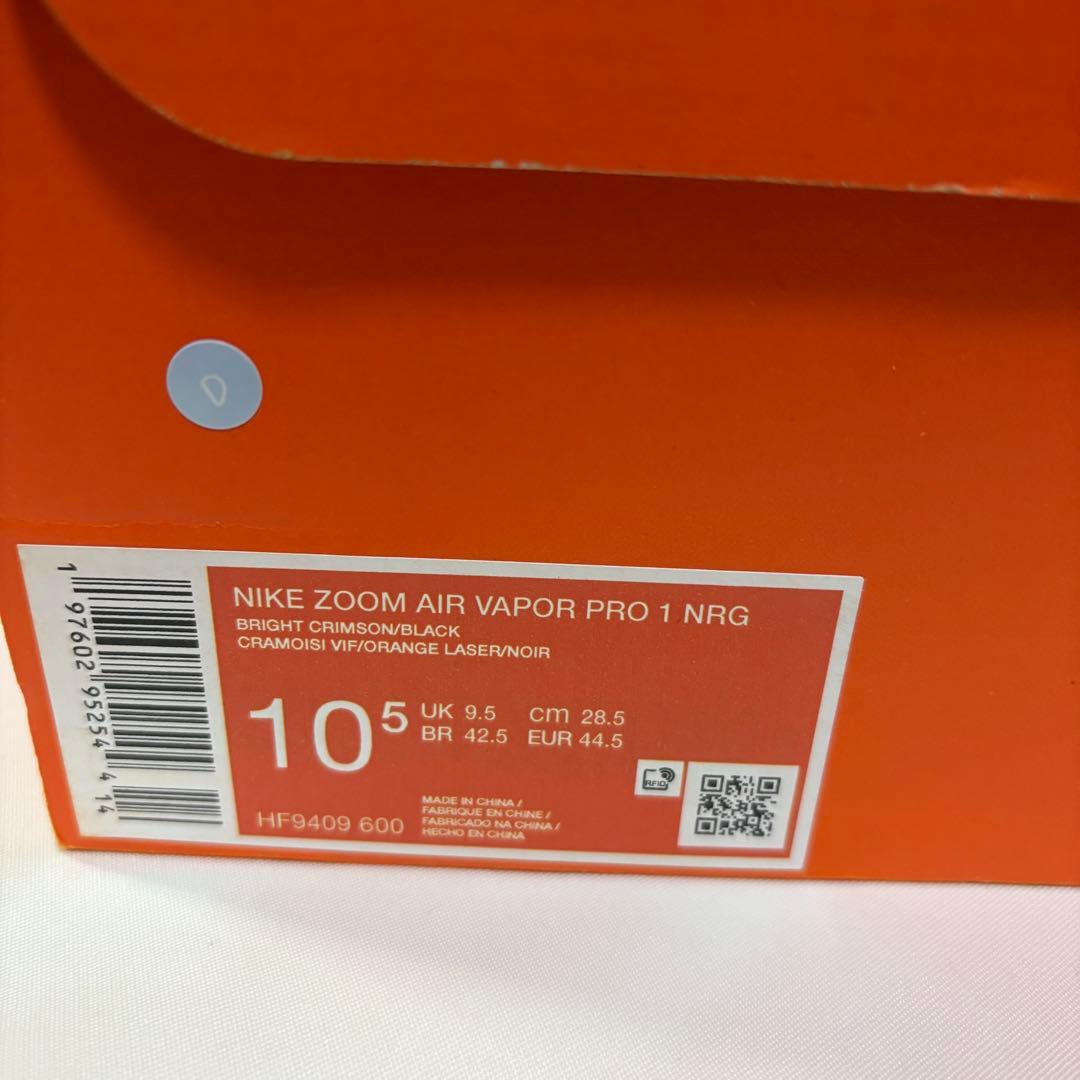 D
NIKE ZOOM AIR VAPOR PRO 1 NRG
BRIGHT CRIMSON/BLACK
CRAMOISI VIF/ORANGE LASER/NOIR
10 5
UK 9.5 cm 28.5
BR 42.5 EUR 44.5
RFID
HF9409 600
MADE IN CHINA /
FABRIQUE EN CHINE /
FABRICADO NA CHINA /
HECHO EN CHINA
1 97602 95254 4 14